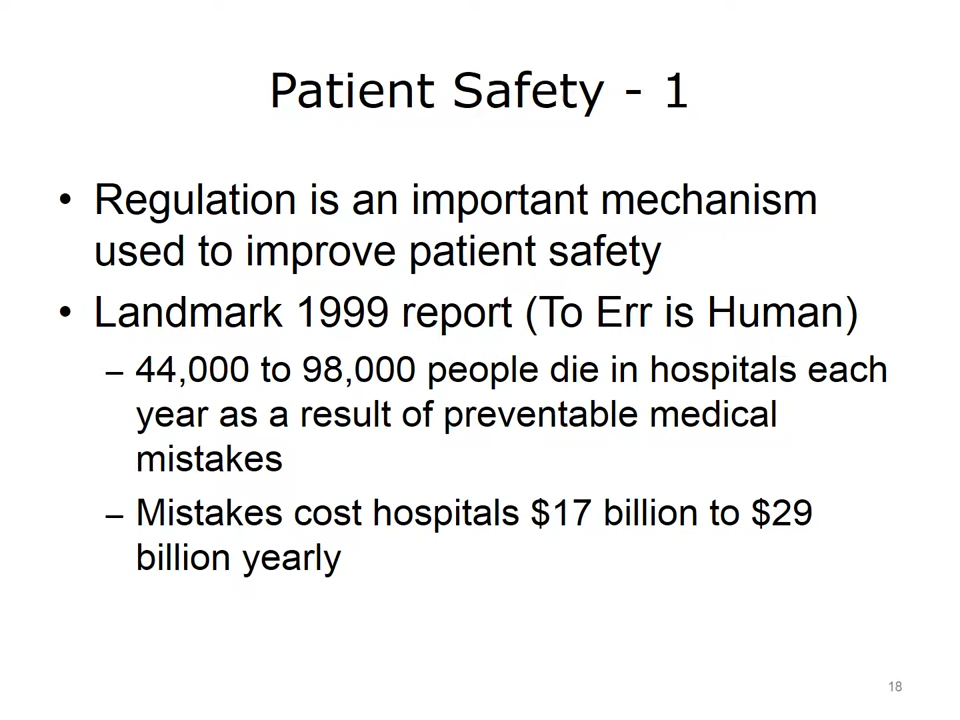 Patient Safety - 1
• Regulation is an important mechanism
used to improve patient safety
• Landmark 1999 report (To Err is Human)
– 44,000 to 98,000 people die in hospitals each
year as a result of preventable medical
mistakes
– Mistakes cost hospitals $17 billion to $29
billion yearly
18